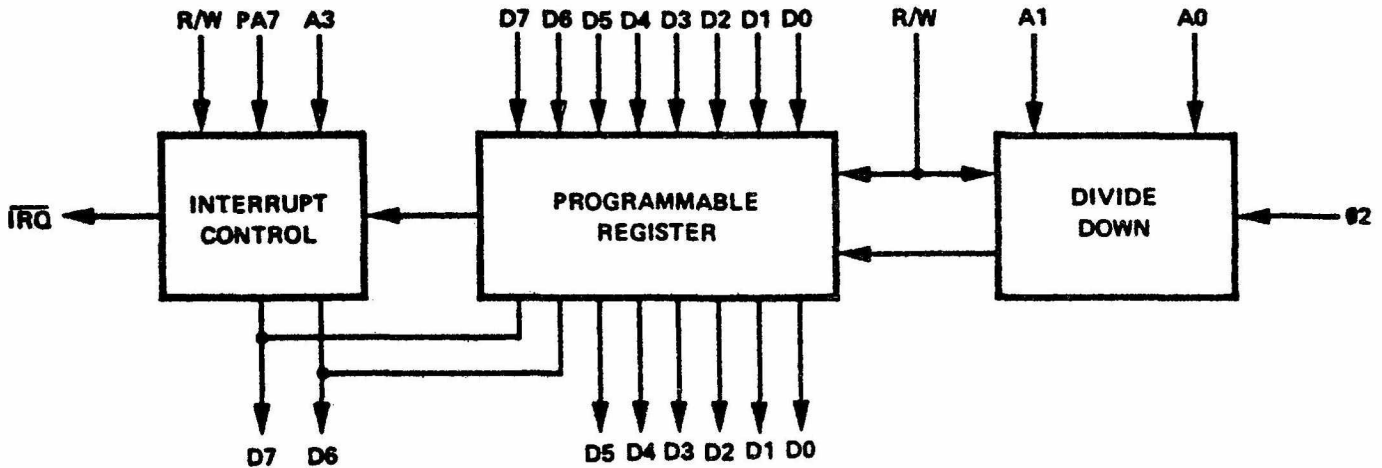 R/W PA7 A3 D7 D6 D5 D4 D3 D2 D1 D0 R/W A1 A0
INTERRUPT
CONTROL
PROGRAMMABLE
REGISTER
DIVIDE
DOWN
IRQ
Ø2
D7 D6 D5 D4 D3 D2 D1 D0